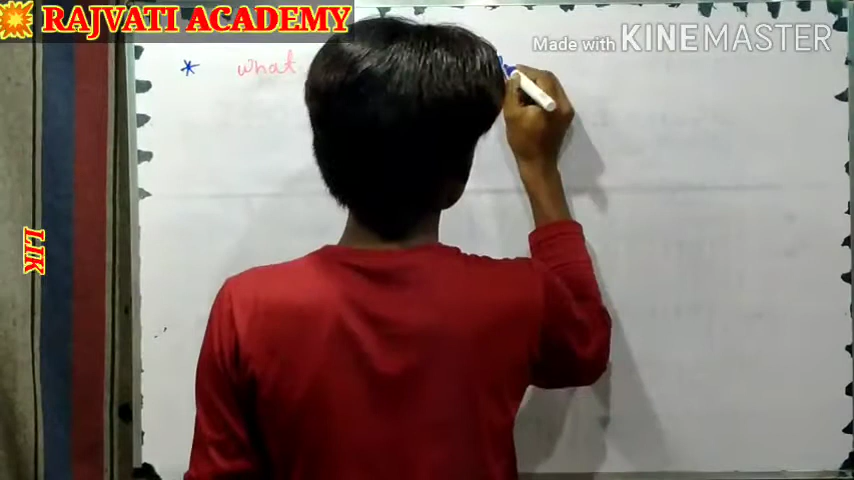 RAJVATI ACADEMY
Made with KINEMASTER
* what
LIK